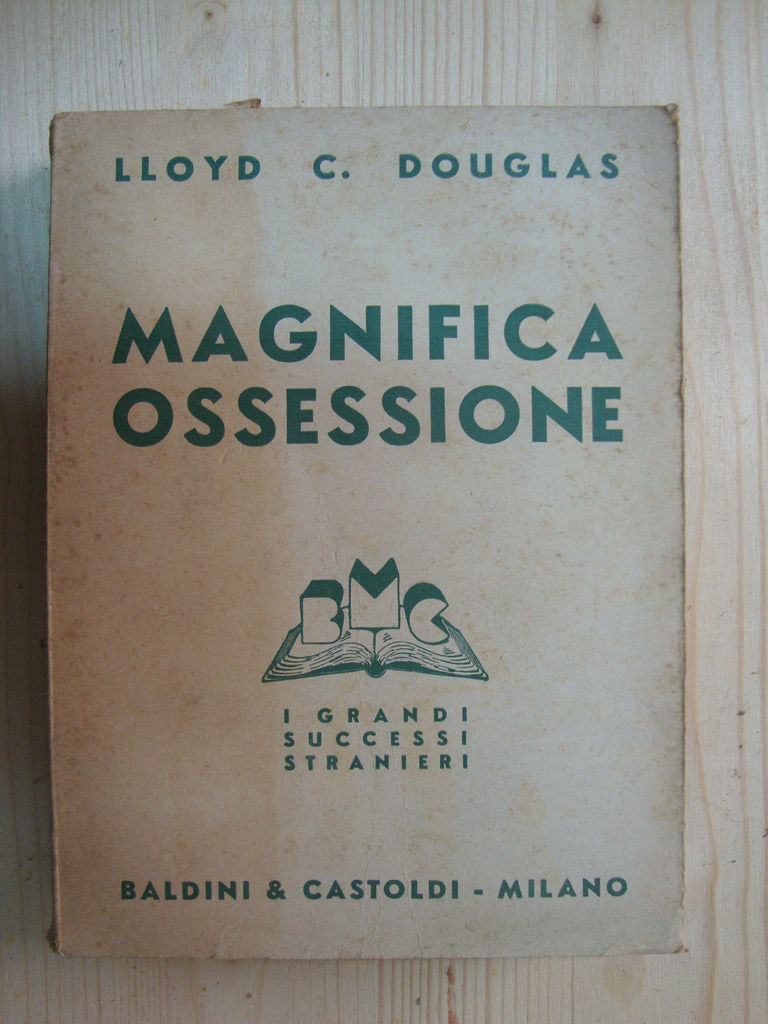 LLOYD C. DOUGLAS
MAGNIFICA
OSSESSIONE
BMC
I GRANDI
SUCCESSI
STRANIERI
BALDINI & CASTOLDI - MILANO